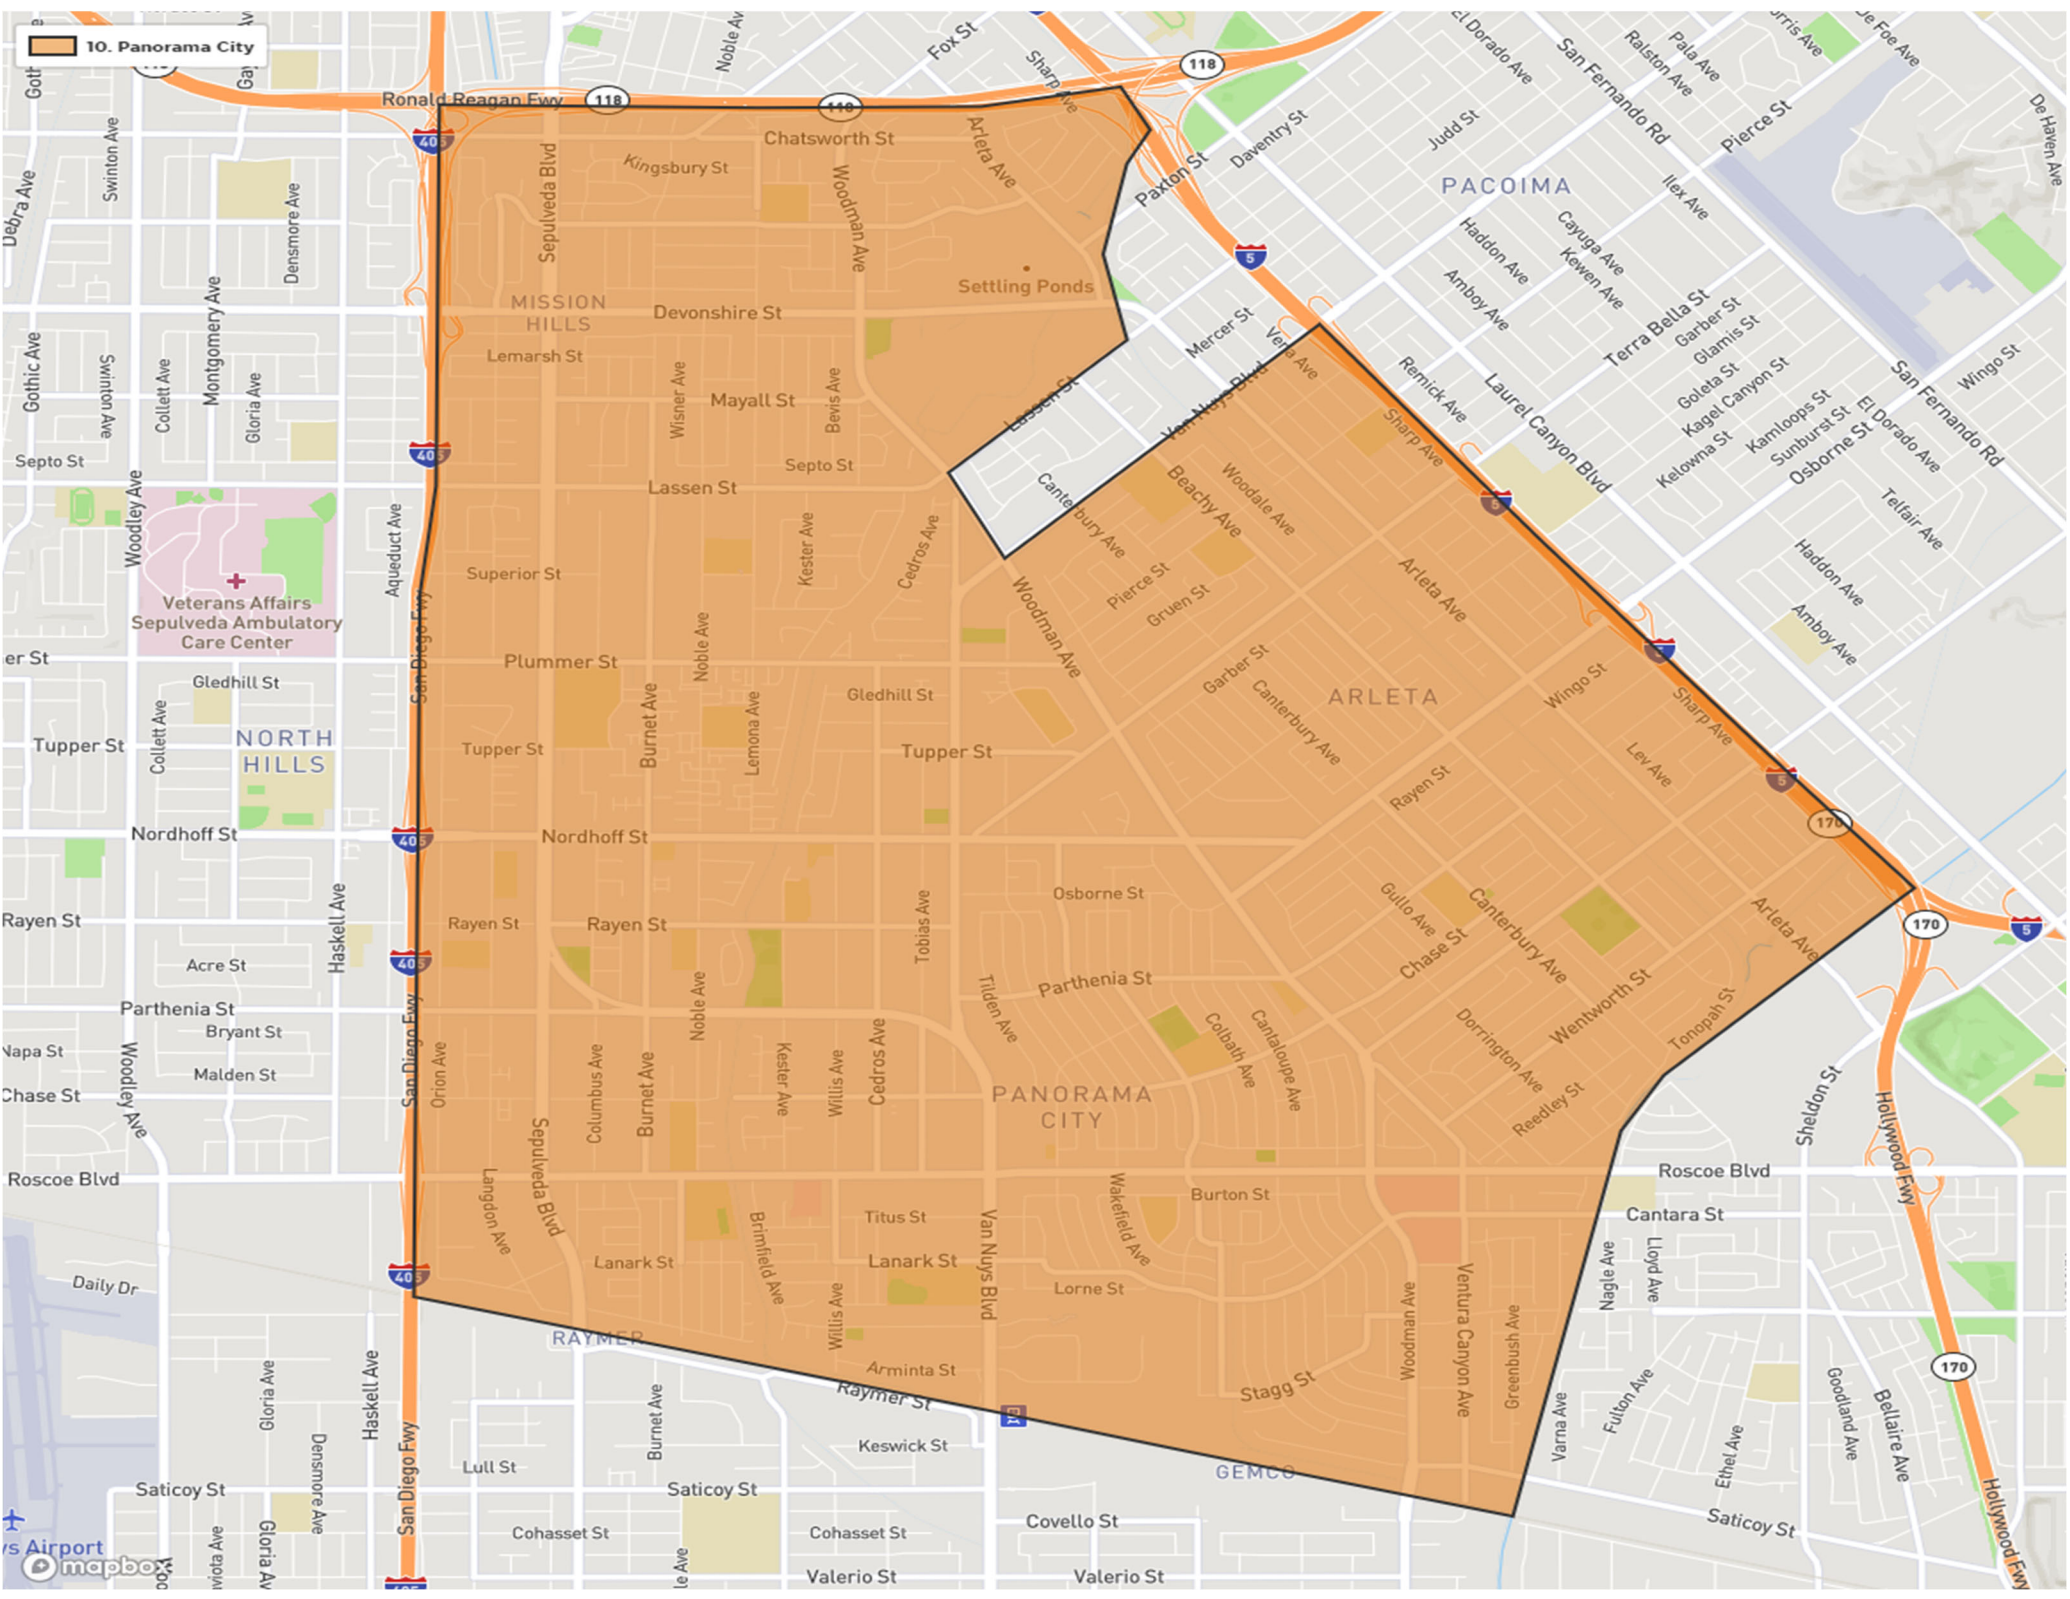 10. Panorama City
Fox St
Noble Av
El Dorado Ave
San Fernando Rd
Ralston Ave
Pala Ave
De Foe Ave
118
Ronald Reagan Fwy
118
118
Sharp Ave
Pierce St
De Haven Ave
Swinton Ave
405
Chatsworth St
Arleta Ave
Daventry St
Judd St
Kingsbury St
Sepulveda Blvd
Woodman Ave
Paxton St
PACOIMA
Ilex Ave
Debra Ave
Densmore Ave
Haddon Ave
Cayuga Ave
Kewen Ave
Amboy Ave
5
Settling Ponds
MISSION
HILLS
Devonshire St
Montgomery Ave
Mercer St
Vena Ave
Terra Bella St
Garber St
Glamis St
Gothic Ave
Swinton Ave
Collett Ave
Gloria Ave
Lemarsh St
Wisner Ave
Mayall St
Bevis Ave
Lassen St
Van Nuys Blvd
Remick Ave
Laurel Canyon Blvd
Goleta St
Kagel Canyon St
Kelowna St
Kamloops St
Sunburst St
Osborne St
El Dorado Ave
San Fernando Rd
Wingo St
405
Septo St
Septo St
Sharp Ave
Lassen St
Woodley Ave
Aqueduct Ave
Kester Ave
Cedros Ave
Canterbury Ave
Beachy Ave
Woodale Ave
5
Telfair Ave
Superior St
Pierce St
Gruen St
Arleta Ave
Haddon Ave
Amboy Ave
Veterans Affairs
Sepulveda Ambulatory
Care Center
San Diego Fwy
Noble Ave
Woodman Ave
5
er St
Plummer St
Garber St
Canterbury Ave
ARLETA
Wingo St
Sharp Ave
Gledhill St
Gledhill St
Collett Ave
Burnet Ave
Lemona Ave
NORTH
HILLS
Tupper St
Tupper St
Tupper St
Lev Ave
Rayen St
5
170
Nordhoff St
405
Nordhoff St
Haskell Ave
Osborne St
Tobias Ave
Gullo Ave
Chase St
Canterbury Ave
Arleta Ave
170
5
Rayen St
Rayen St
Rayen St
Acre St
405
Parthenia St
Noble Ave
Tilden Ave
Parthenia St
Wentworth St
Tonopah St
Bryant St
Napa St
Malden St
Chase St
Woodley Ave
San Diego Fwy
Orion Ave
Columbus Ave
Burnet Ave
Kester Ave
Willis Ave
Cedros Ave
Colbath Ave
Cantaloupe Ave
Dorrington Ave
Reedley St
PANORAMA
CITY
Sheldon St
Hollywood Fwy
Roscoe Blvd
Roscoe Blvd
Langdon Ave
Sepulveda Blvd
Wakefield Ave
Burton St
Brimfield Ave
Titus St
Van Nuys Blvd
Cantara St
Lanark St
Lanark St
Lorne St
405
Daily Dr
Willis Ave
Woodman Ave
Ventura Canyon Ave
Greenbush Ave
Nagle Ave
Lloyd Ave
RAYMER
Arminta St
Raymer St
Stagg St
170
Gloria Ave
Haskell Ave
Burnet Ave
Varna Ave
Fulton Ave
Goodland Ave
Bellaire Ave
Densmore Ave
San Diego Fwy
Lull St
Keswick St
GEMCO
Ethel Ave
Saticoy St
Saticoy St
Saticoy St
Hollywood Fwy
Cohasset St
Cohasset St
Covello St
ys Airport
mapbox
Gloria Av
Valerio St
Valerio St